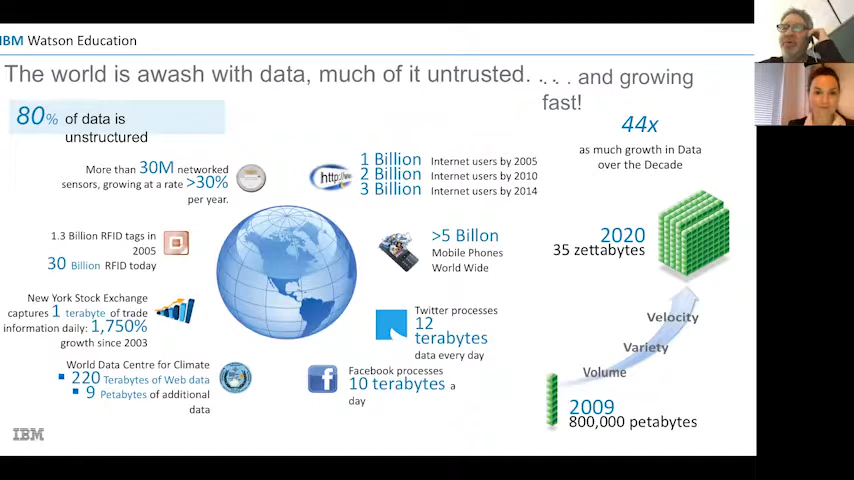 IBM Watson Education
The world is awash with data, much of it untrusted. . . . . and growing
fast!
80% of data is
unstructured
44x
as much growth in Data
over the Decade
More than 30M networked
sensors, growing at a rate >30%
per year.
http://ww
1 Billion Internet users by 2005
2 Billion Internet users by 2010
3 Billion Internet users by 2014
1.3 Billion RFID tags in
2005
30 Billion RFID today
>5 Billon
Mobile Phones
World Wide
2020
35 zettabytes
New York Stock Exchange
captures 1 terabyte of trade
information daily: 1,750%
growth since 2003
Twitter processes
12
terabytes
data every day
Velocity
Variety
Volume
World Data Centre for Climate
▪ 220 Terabytes of Web data
▪ 9 Petabytes of additional
data
f
Facebook processes
10 terabytes a
day
2009
800,000 petabytes
IBM